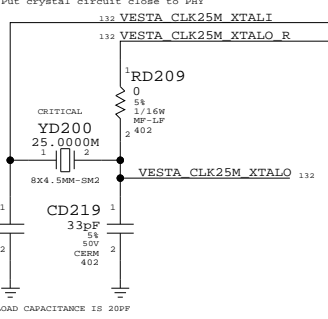 Put crystal circuit close to PHY
132 VESTA_CLK25M_XTALI
132 VESTA_CLK25M_XTALO_R
1
RD209
0
5%
1/16W
MF-LF
2 402
CRITICAL
YD200
25.0000M
1 2
8X4.5MM-SM2
VESTA_CLK25M_XTALO 132
1
CD219 1
33pF
5%
50V
2 CERM 2
402
LOAD CAPACITANCE IS 20PF